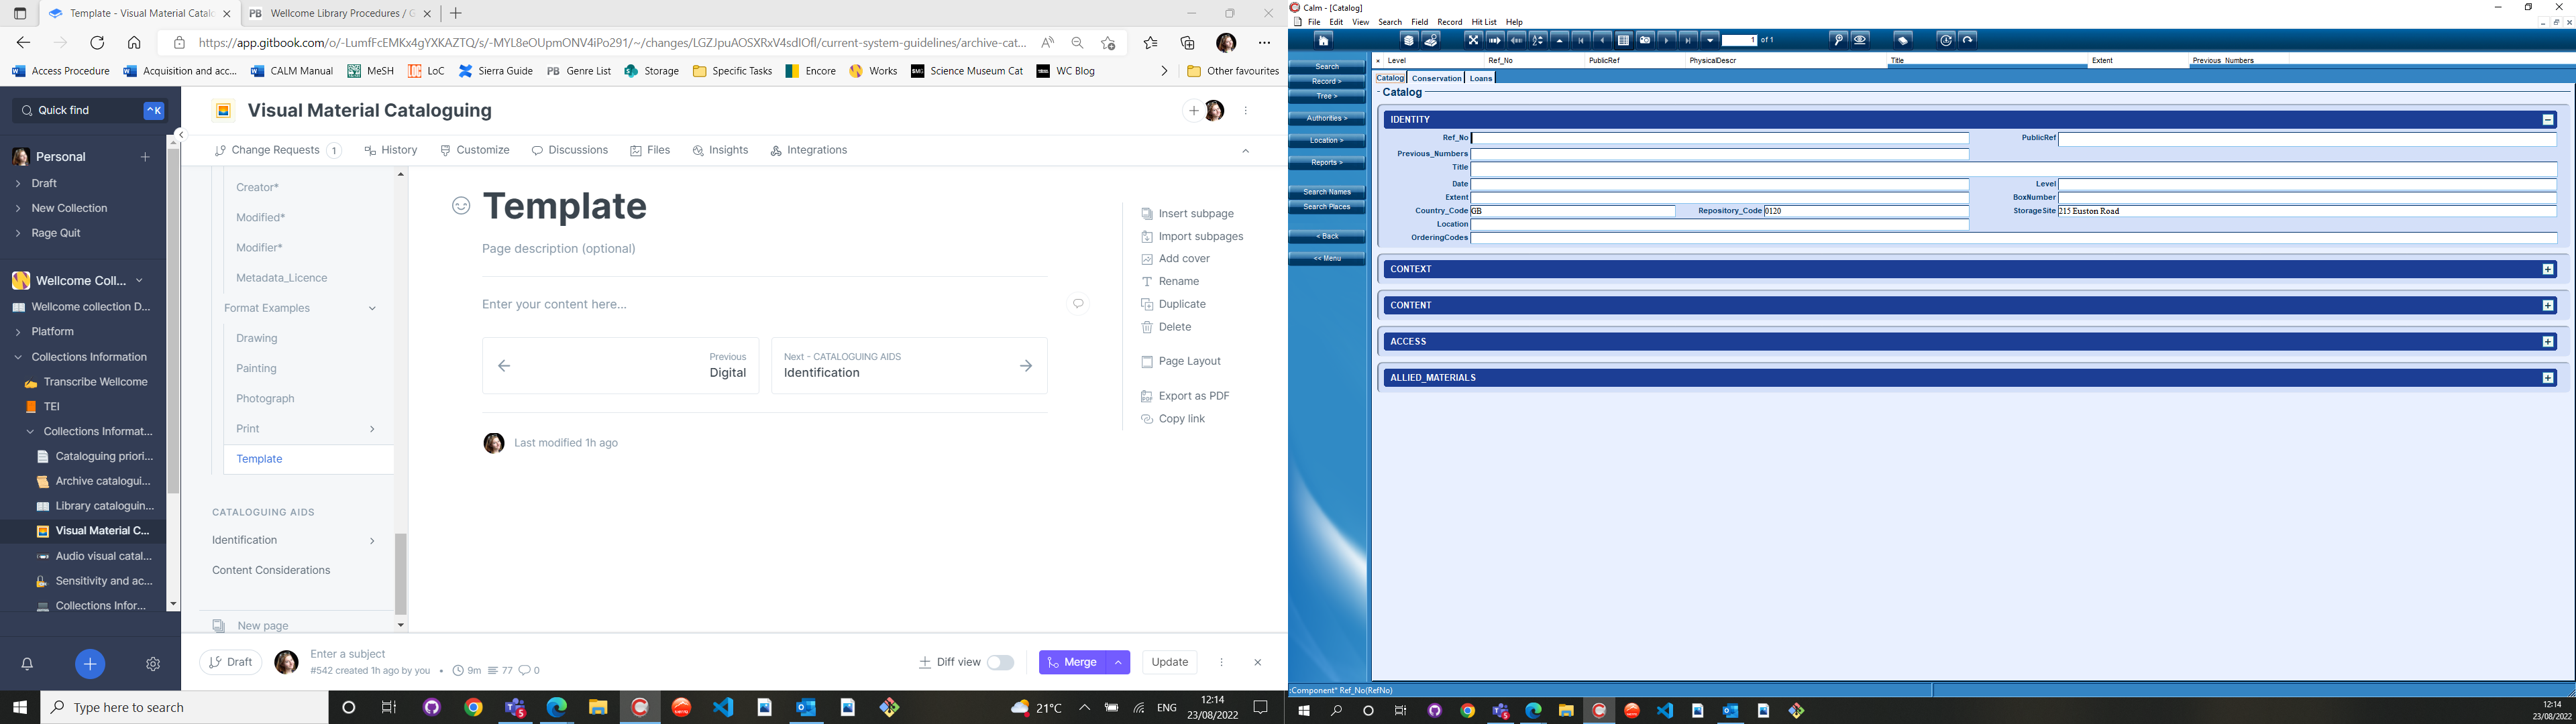 Template - Visual Material Catalo
Wellcome Library Procedures / G
https://app.gitbook.com/o/-LumfFcEMKx4gYXKAZTQ/s/-MYL8eOUpmONV4iPo291/~/changes/LGZJpuAOSXRxV4sdIOfl/current-system-guidelines/archive-cat...
Access Procedure
Acquisition and acc...
CALM Manual
MeSH
LoC
Sierra Guide
PB Genre List
Storage
Specific Tasks
Encore
Works
Science Museum Cat
WC Blog
Other favourites
Quick find
^K
Personal
Draft
New Collection
Rage Quit
Wellcome Coll...
Wellcome collection D...
Platform
Collections Information
Transcribe Wellcome
TEI
Collections Informat...
Cataloguing priori...
Archive catalogui...
Library cataloguin...
Visual Material C...
Audio visual catal...
Sensitivity and ac...
Collections Infor...
Visual Material Cataloguing
Change Requests 1
History
Customize
Discussions
Files
Insights
Integrations
Creator*
Modified*
Modifier*
Metadata_Licence
Format Examples
Drawing
Painting
Photograph
Print
Template
CATALOGUING AIDS
Identification
Content Considerations
New page
Template
Page description (optional)
Enter your content here...
Previous
Digital
Next - CATALOGUING AIDS
Identification
Last modified 1h ago
Insert subpage
Import subpages
Add cover
Rename
Duplicate
Delete
Page Layout
Export as PDF
Copy link
Draft
Enter a subject
#542 created 1h ago by you • 9m 77 0
Diff view
Merge
Update
Type here to search
21°C
ENG
12:14
23/08/2022
Calm - [Catalog]
File Edit View Search Field Record Hit List Help
1 of 1
Search
Record >
Tree >
Authorities >
Location >
Reports >
Search Names
Search Places
< Back
<< Menu
× Level Ref_No PublicRef PhysicalDescr Title Extent Previous_Numbers
Catalog Conservation Loans
Catalog
IDENTITY
Ref_No
PublicRef
Previous_Numbers
Title
Date
Level
Extent
BoxNumber
Country_Code GB
Repository_Code 0120
StorageSite 215 Euston Road
Location
OrderingCodes
CONTEXT
CONTENT
ACCESS
ALLIED_MATERIALS
:Component* Ref_No(RefNo)
12:14
23/08/2022